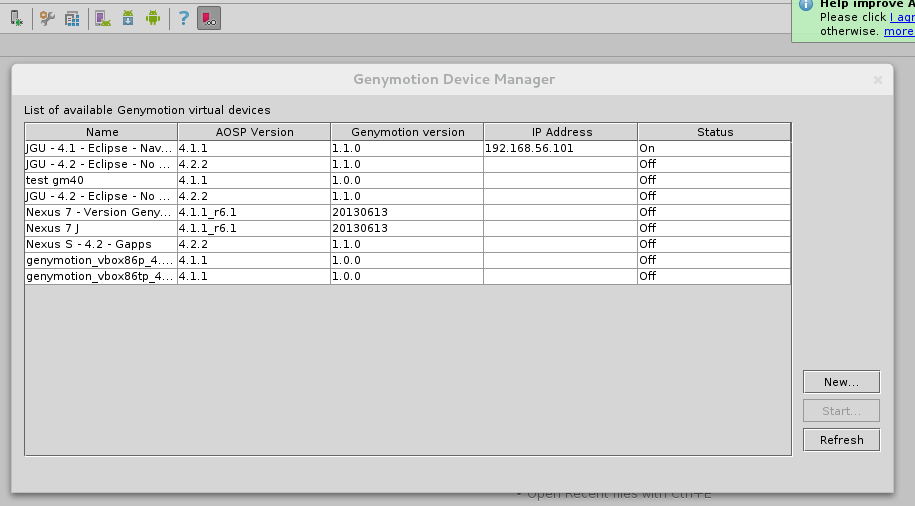 Help improve A
Please click I agr
otherwise. more
Genymotion Device Manager
List of available Genymotion virtual devices
Name AOSP Version Genymotion version IP Address Status
JGU - 4.1 - Eclipse - Nav... 4.1.1 1.1.0 192.168.56.101 On
JGU - 4.2 - Eclipse - No ... 4.2.2 1.1.0 Off
test gm40 4.1.1 1.0.0 Off
JGU - 4.2 - Eclipse - No ... 4.2.2 1.1.0 Off
Nexus 7 - Version Geny... 4.1.1_r6.1 20130613 Off
Nexus 7 J 4.1.1_r6.1 20130613 Off
Nexus S - 4.2 - Gapps 4.2.2 1.1.0 Off
genymotion_vbox86p_4.... 4.1.1 1.0.0 Off
genymotion_vbox86tp_4... 4.1.1 1.0.0 Off
New...
Start...
Refresh
Open Recent files with Ctrl+E